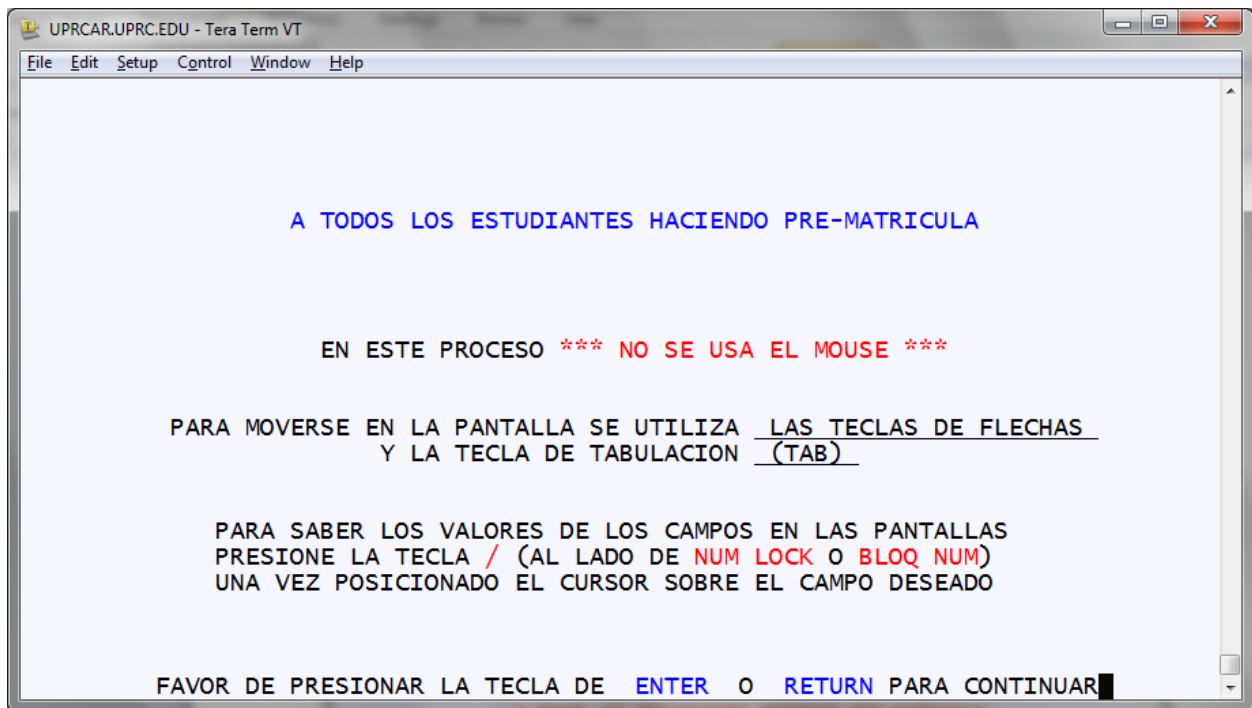 UPRCAR.UPRC.EDU - Tera Term VT
File Edit Setup Control Window Help
A TODOS LOS ESTUDIANTES HACIENDO PRE-MATRICULA
EN ESTE PROCESO *** NO SE USA EL MOUSE ***
PARA MOVERSE EN LA PANTALLA SE UTILIZA LAS TECLAS DE FLECHAS
Y LA TECLA DE TABULACION (TAB)
PARA SABER LOS VALORES DE LOS CAMPOS EN LAS PANTALLAS
PRESIONE LA TECLA / (AL LADO DE NUM LOCK O BLOQ NUM)
UNA VEZ POSICIONADO EL CURSOR SOBRE EL CAMPO DESEADO
FAVOR DE PRESIONAR LA TECLA DE ENTER O RETURN PARA CONTINUAR